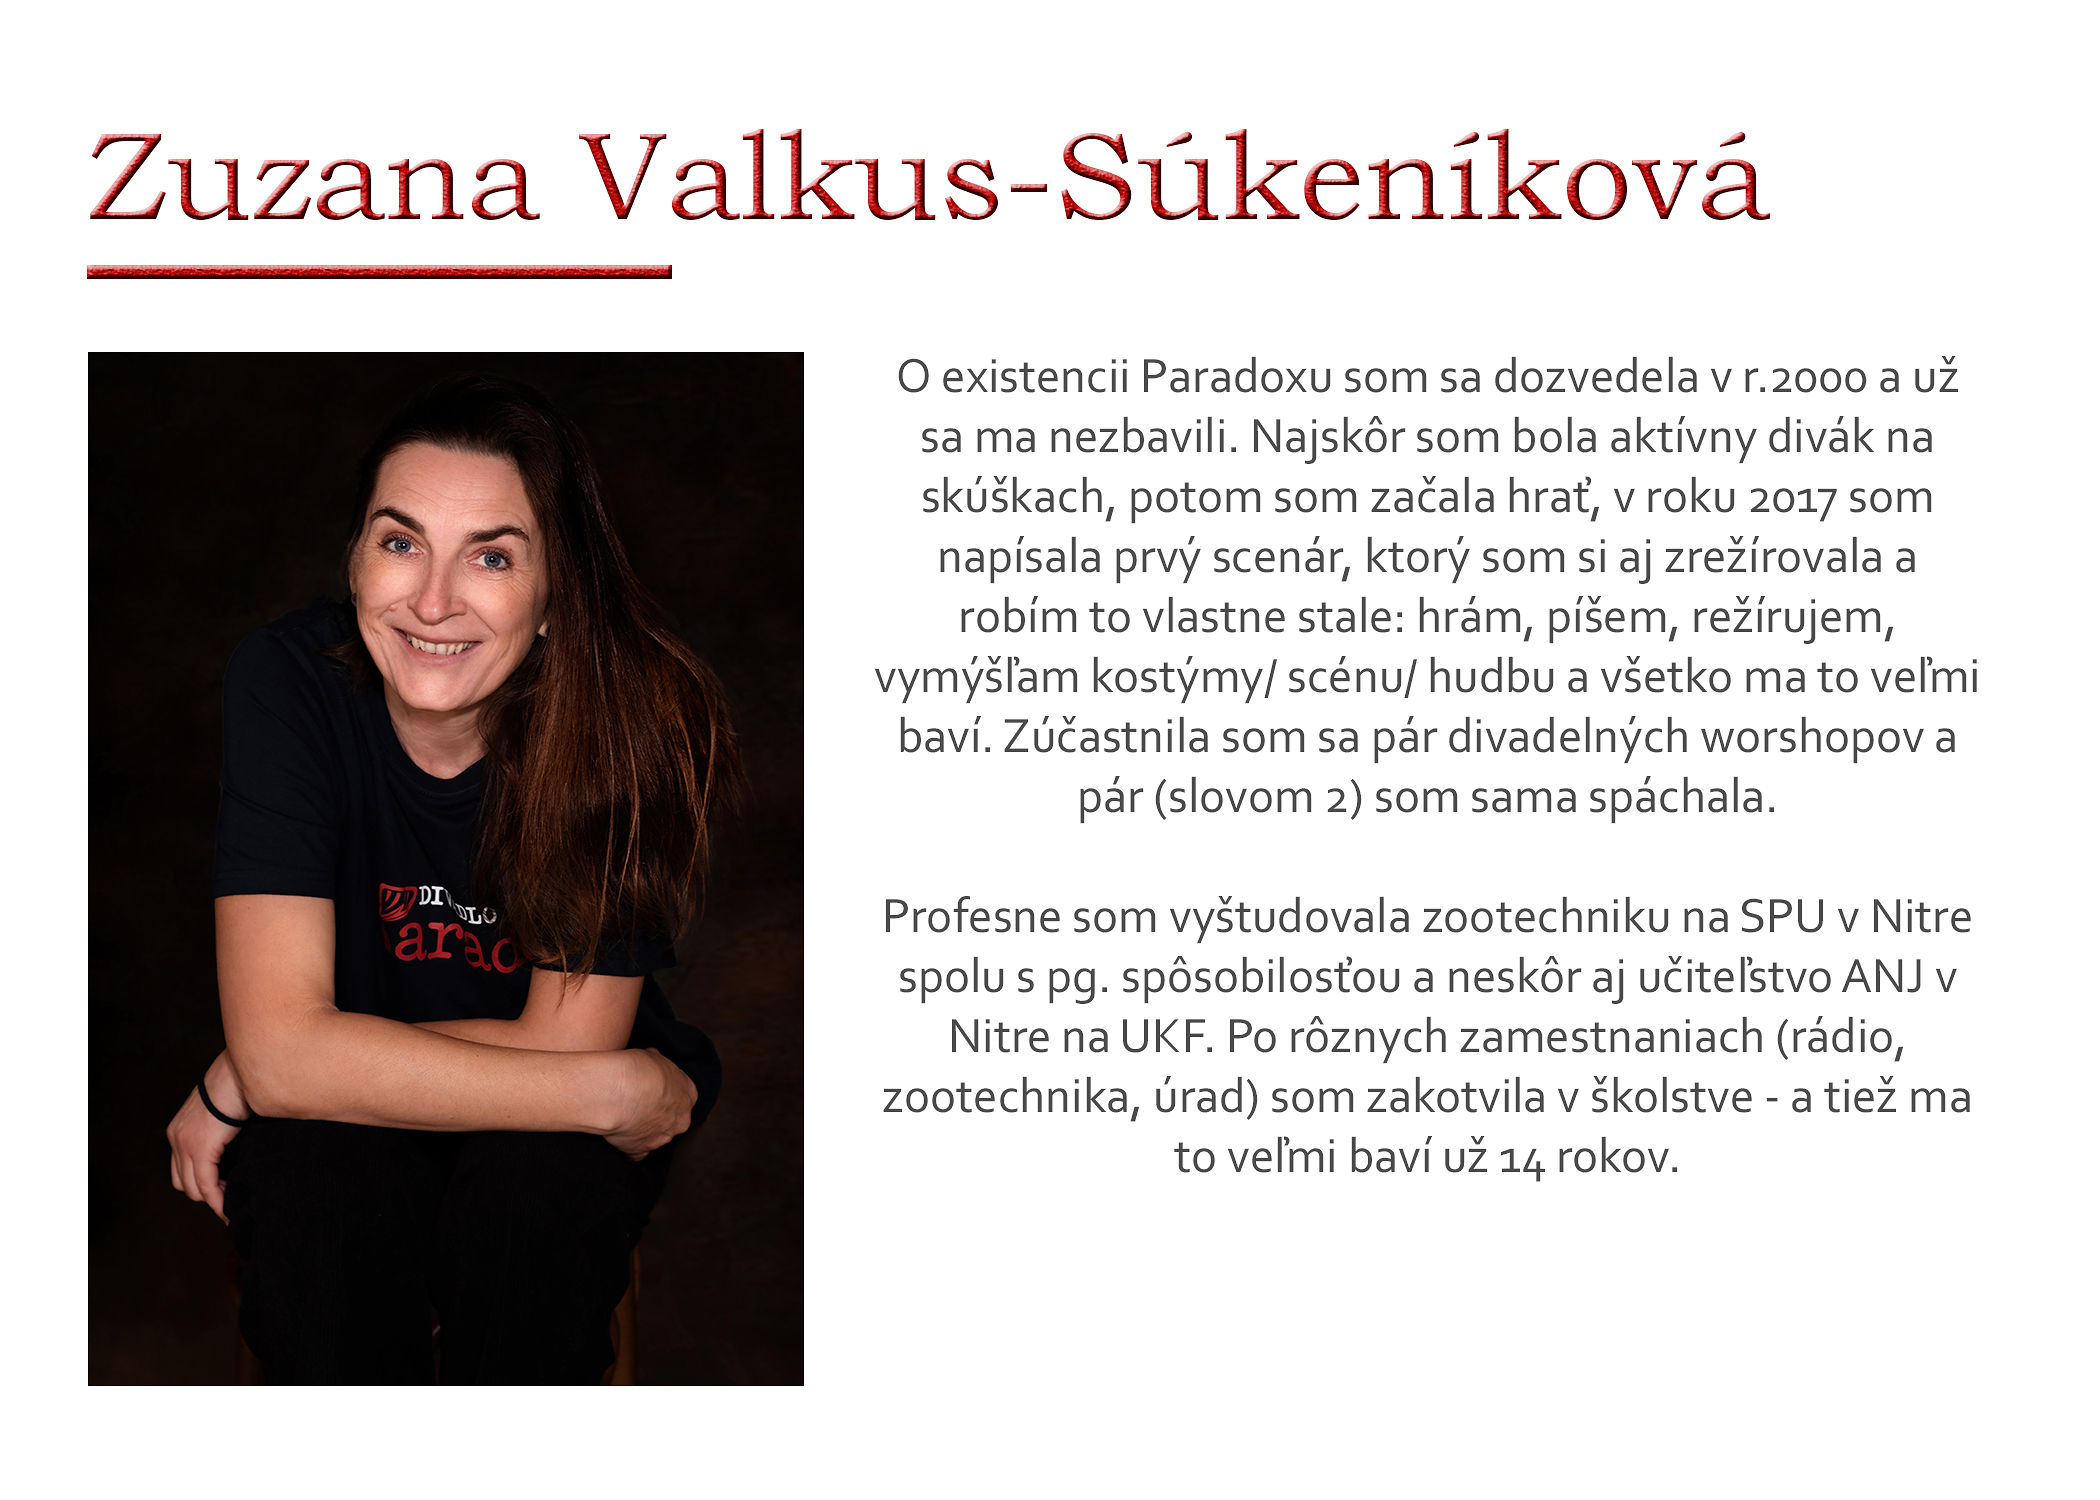 Zuzana Valkus-Súkeníková
O existencii Paradoxu som sa dozvedela v r.2000 a už
sa ma nezbavili. Najskôr som bola aktívny divák na
skúškach, potom som začala hrať, v roku 2017 som
napísala prvý scenár, ktorý som si aj zrežírovala a
robím to vlastne stale: hrám, píšem, režírujem,
vymýšľam kostýmy/ scénu/ hudbu a všetko ma to veľmi
baví. Zúčastnila som sa pár divadelných worshopov a
pár (slovom 2) som sama spáchala.
Profesne som vyštudovala zootechniku na SPU v Nitre
spolu s pg. spôsobilosťou a neskôr aj učiteľstvo ANJ v
Nitre na UKF. Po rôznych zamestnaniach (rádio,
zootechnika, úrad) som zakotvila v školstve - a tiež ma
to veľmi baví už 14 rokov.